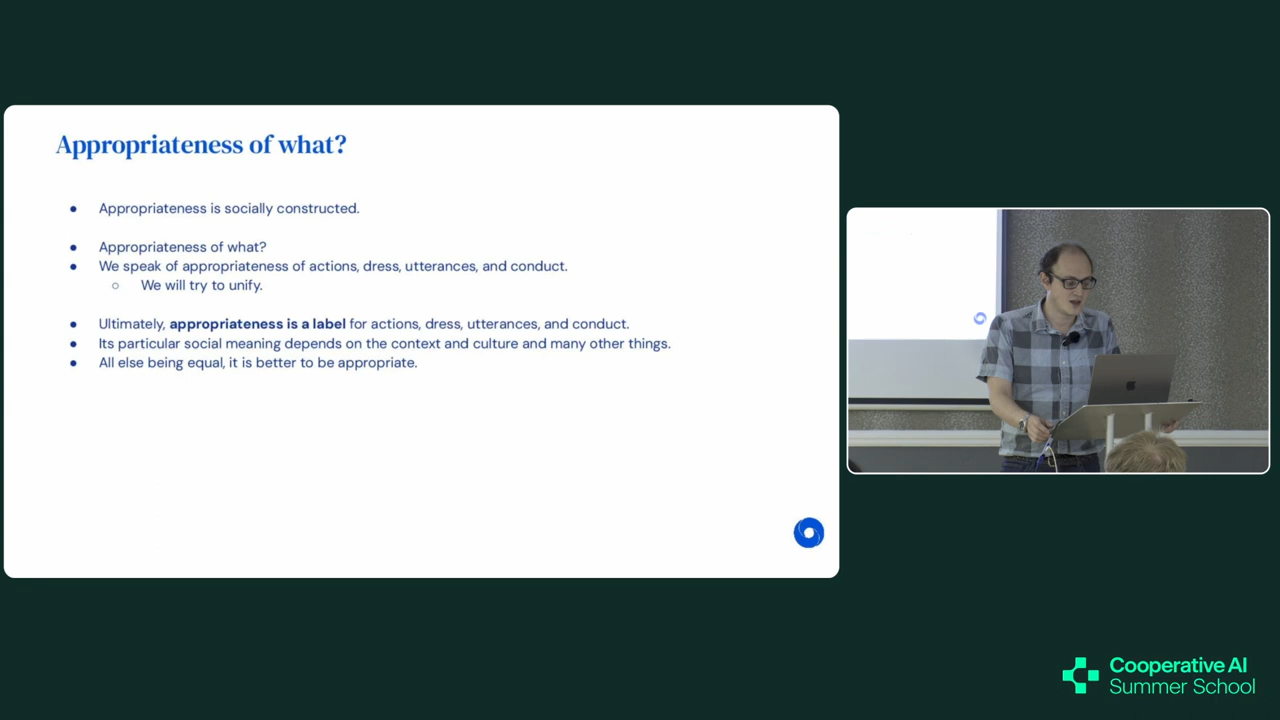 Appropriateness of what?
● Appropriateness is socially constructed.
● Appropriateness of what?
● We speak of appropriateness of actions, dress, utterances, and conduct.
○ We will try to unify.
● Ultimately, appropriateness is a label for actions, dress, utterances, and conduct.
● Its particular social meaning depends on the context and culture and many other things.
● All else being equal, it is better to be appropriate.
Cooperative AI
Summer School